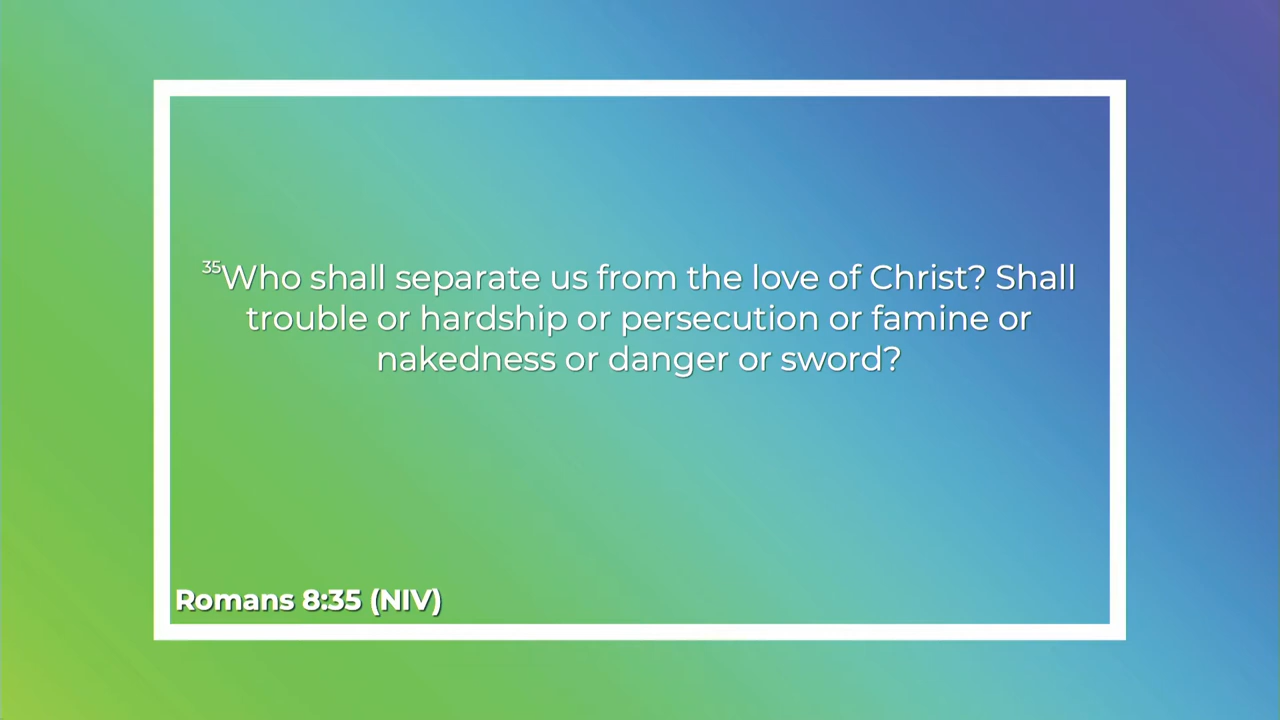 35Who shall separate us from the love of Christ? Shall
trouble or hardship or persecution or famine or
nakedness or danger or sword?
Romans 8:35 (NIV)